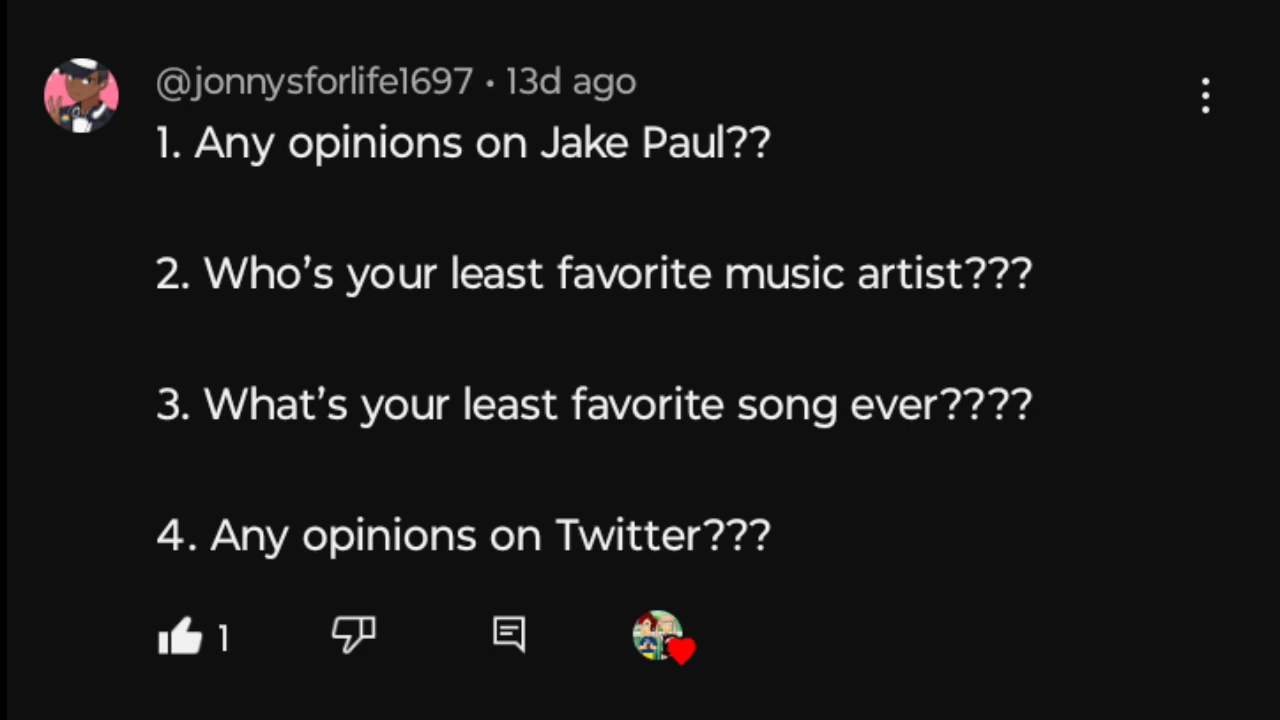 @jonnysforlife1697 • 13d ago
1. Any opinions on Jake Paul??
2. Who’s your least favorite music artist???
3. What’s your least favorite song ever????
4. Any opinions on Twitter???
1